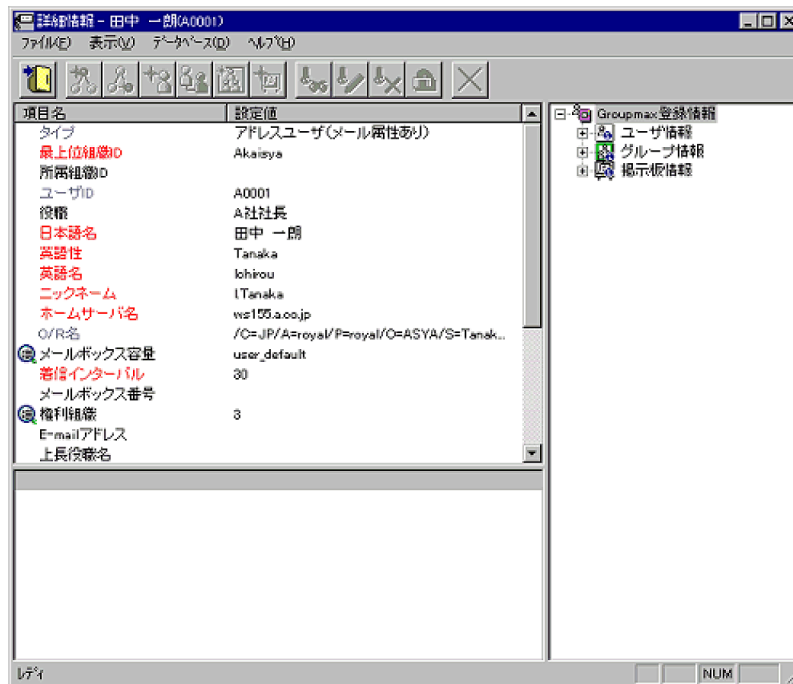 詳細情報 - 田中 一朗(A0001)
ファイル(F) 表示(V) データベース(D) ヘルプ(H)
項目名 設定値
タイプ アドレスユーザ(メール属性あり)
最上位組織ID Akaisya
所属組織ID
ユーザID A0001
役職 A社社長
日本語名 田中 一朗
英語性 Tanaka
英語名 Ichirou
ニックネーム I.Tanaka
ホームサーバ名 ws155.a.co.jp
O/R名 /C=JP/A=royal/P=royal/O=ASYA/S=Tanak...
メールボックス容量 user_default
着信インターバル 30
メールボックス番号
権利組織 3
E-mailアドレス
上長役職名
Groupmax登録情報
ユーザ情報
グループ情報
掲示板情報
レディ
NUM